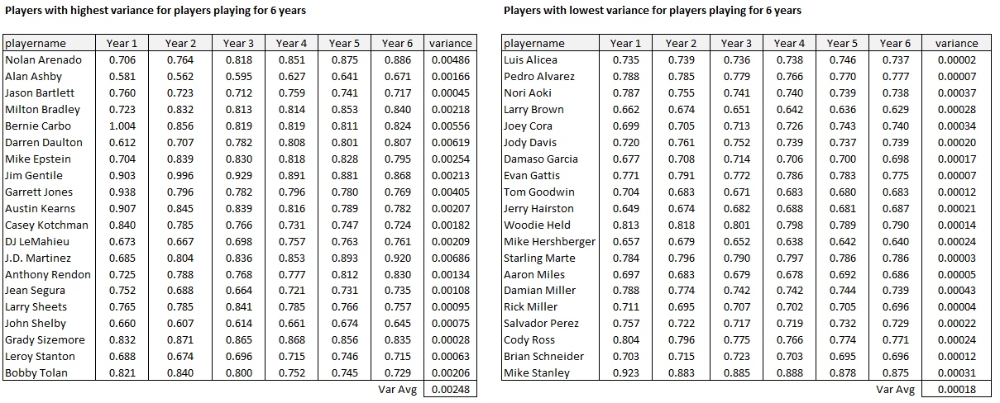 Players with highest variance for players playing for 6 years
playername Year 1 Year 2 Year 3 Year 4 Year 5 Year 6 variance
Nolan Arenado 0.706 0.764 0.818 0.851 0.875 0.886 0.00486
Alan Ashby 0.581 0.562 0.595 0.627 0.641 0.671 0.00166
Jason Bartlett 0.760 0.723 0.712 0.759 0.741 0.717 0.00045
Milton Bradley 0.723 0.832 0.813 0.814 0.853 0.840 0.00218
Bernie Carbo 1.004 0.856 0.819 0.819 0.811 0.824 0.00556
Darren Daulton 0.612 0.707 0.782 0.808 0.801 0.807 0.00619
Mike Epstein 0.704 0.839 0.830 0.818 0.828 0.795 0.00254
Jim Gentile 0.903 0.996 0.929 0.891 0.881 0.868 0.00213
Garrett Jones 0.938 0.796 0.782 0.796 0.780 0.769 0.00405
Austin Kearns 0.907 0.845 0.839 0.816 0.789 0.782 0.00207
Casey Kotchman 0.840 0.785 0.766 0.731 0.747 0.724 0.00182
DJ LeMahieu 0.673 0.667 0.698 0.757 0.763 0.761 0.00209
J.D. Martinez 0.685 0.804 0.836 0.853 0.893 0.920 0.00686
Anthony Rendon 0.725 0.788 0.768 0.777 0.812 0.830 0.00134
Jean Segura 0.752 0.688 0.664 0.721 0.731 0.735 0.00108
Larry Sheets 0.765 0.785 0.841 0.785 0.766 0.757 0.00095
John Shelby 0.660 0.607 0.614 0.661 0.674 0.645 0.00075
Grady Sizemore 0.832 0.871 0.865 0.868 0.856 0.835 0.00028
Leroy Stanton 0.688 0.674 0.696 0.715 0.746 0.715 0.00063
Bobby Tolan 0.821 0.840 0.800 0.752 0.745 0.729 0.00206
Var Avg 0.00248
Players with lowest variance for players playing for 6 years
playername Year 1 Year 2 Year 3 Year 4 Year 5 Year 6 variance
Luis Alicea 0.735 0.739 0.736 0.738 0.746 0.737 0.00002
Pedro Alvarez 0.788 0.785 0.779 0.766 0.770 0.777 0.00007
Nori Aoki 0.787 0.755 0.741 0.740 0.739 0.738 0.00037
Larry Brown 0.662 0.674 0.651 0.642 0.636 0.629 0.00028
Joey Cora 0.699 0.705 0.713 0.726 0.743 0.740 0.00034
Jody Davis 0.720 0.761 0.752 0.739 0.737 0.739 0.00020
Damaso Garcia 0.677 0.708 0.714 0.706 0.700 0.698 0.00017
Evan Gattis 0.771 0.791 0.772 0.786 0.783 0.775 0.00007
Tom Goodwin 0.704 0.683 0.671 0.683 0.680 0.683 0.00012
Jerry Hairston 0.649 0.674 0.682 0.688 0.681 0.687 0.00021
Woodie Held 0.813 0.818 0.801 0.798 0.789 0.790 0.00014
Mike Hershberger 0.657 0.679 0.652 0.638 0.642 0.640 0.00024
Starling Marte 0.784 0.796 0.790 0.797 0.786 0.786 0.00003
Aaron Miles 0.697 0.683 0.679 0.678 0.692 0.686 0.00005
Damian Miller 0.788 0.774 0.742 0.742 0.744 0.739 0.00043
Rick Miller 0.711 0.695 0.707 0.702 0.705 0.696 0.00004
Salvador Perez 0.757 0.722 0.717 0.719 0.732 0.729 0.00022
Cody Ross 0.804 0.796 0.775 0.766 0.774 0.771 0.00024
Brian Schneider 0.703 0.715 0.723 0.703 0.695 0.696 0.00012
Mike Stanley 0.923 0.883 0.885 0.888 0.878 0.875 0.00031
Var Avg 0.00018